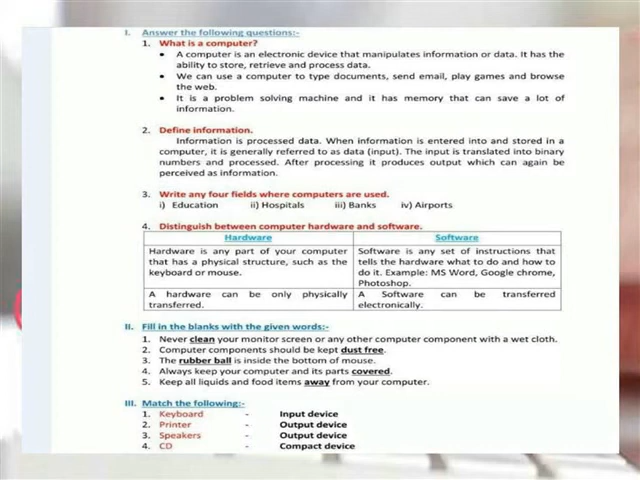 I. Answer the following questions:-
1. What is a computer?
• A computer is an electronic device that manipulates information or data. It has the
ability to store, retrieve and process data.
• We can use a computer to type documents, send email, play games and browse
the web.
• It is a problem solving machine and it has memory that can save a lot of
information.
2. Define information.
Information is processed data. When information is entered into and stored in a
computer, it is generally referred to as data (input). The input is translated into binary
numbers and processed. After processing it produces output which can again be
perceived as information.
3. Write any four fields where computers are used.
i) Education ii) Hospitals iii) Banks iv) Airports
4. Distinguish between computer hardware and software.
Hardware Software
Hardware is any part of your computer
that has a physical structure, such as the
keyboard or mouse.
Software is any set of instructions that
tells the hardware what to do and how to
do it. Example: MS Word, Google chrome,
Photoshop.
A hardware can be only physically
transferred.
A Software can be transferred
electronically.
II. Fill in the blanks with the given words:-
1. Never clean your monitor screen or any other computer component with a wet cloth.
2. Computer components should be kept dust free.
3. The rubber ball is inside the bottom of mouse.
4. Always keep your computer and its parts covered.
5. Keep all liquids and food items away from your computer.
III. Match the following:-
1. Keyboard - Input device
2. Printer - Output device
3. Speakers - Output device
4. CD - Compact device